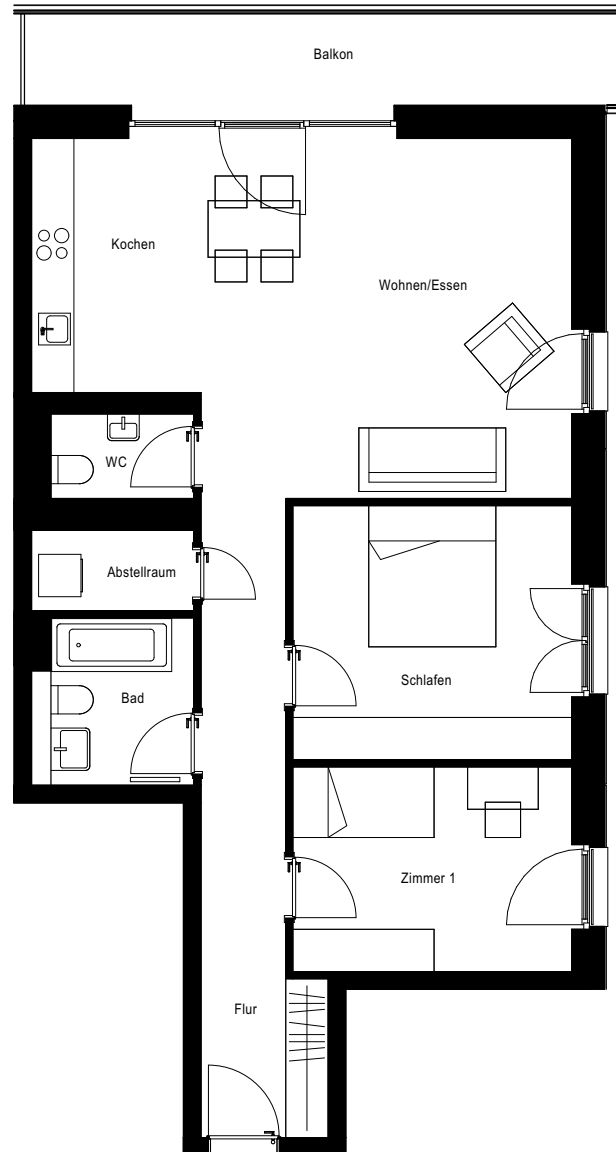 Balkon
Kochen
Wohnen/Essen
WC
Abstellraum
Schlafen
Bad
Zimmer 1
Flur